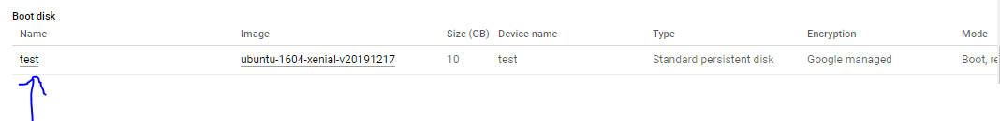 Boot disk
Name Image Size (GB) Device name Type Encryption Mode
test ubuntu-1604-xenial-v20191217 10 test Standard persistent disk Google managed Boot, re